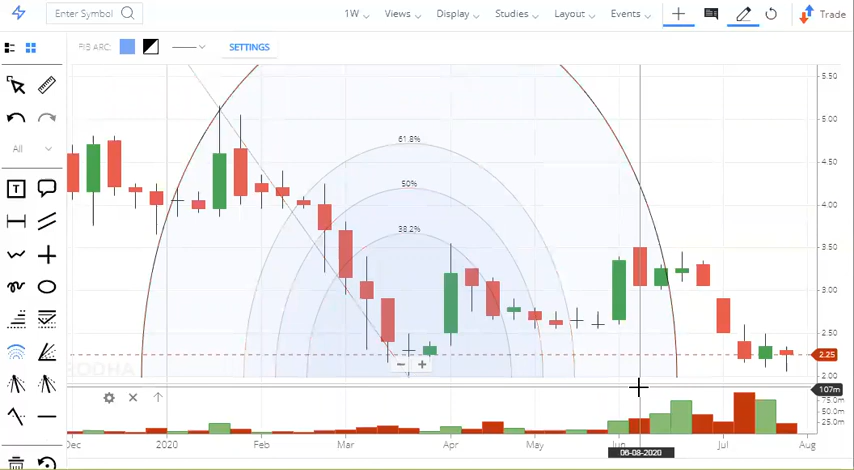 Enter Symbol 1W Views Display Studies Layout Events Trade
FIB ARC: SETTINGS
All
T
61.8%
50%
38.2%
5.50
5.00
4.50
4.00
3.50
3.00
2.50
2.25
2.00
107m
75.0m
50.0m
25.0m
Dec 2020 Feb Mar Apr May Jun Jul Aug
06-08-2020